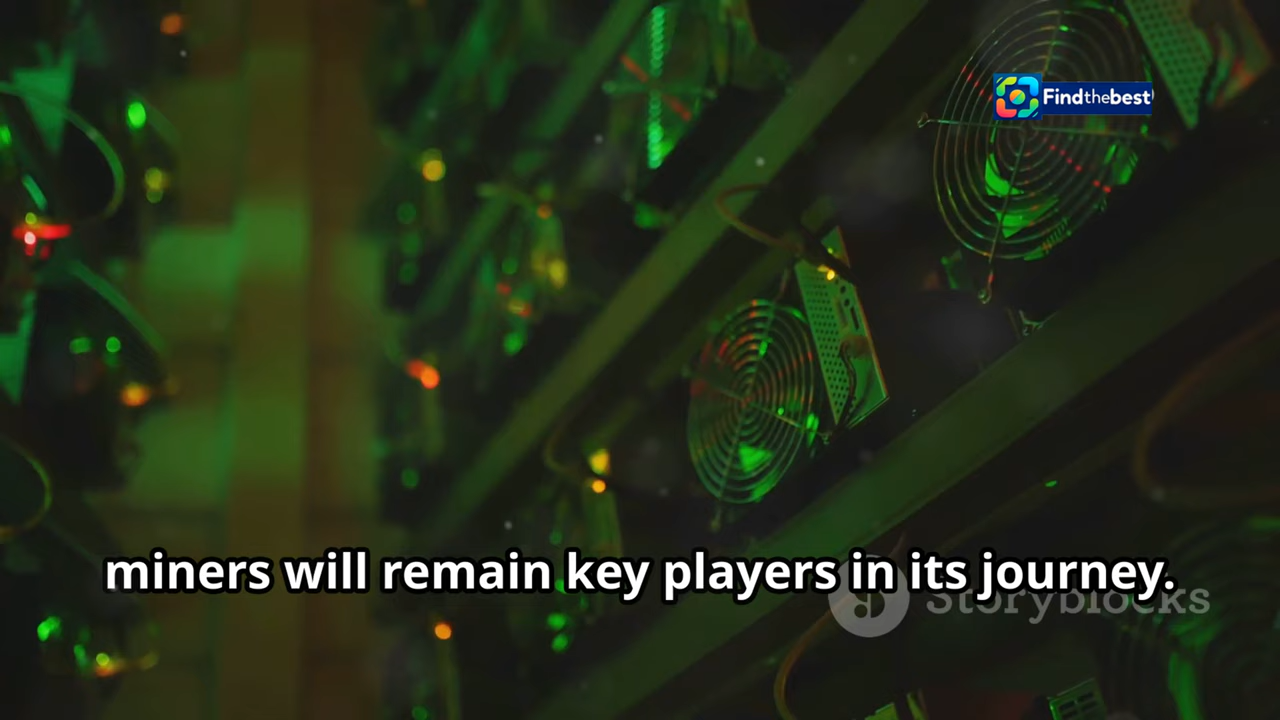 Findthebest
miners will remain key players in its journey.
Storyblocks